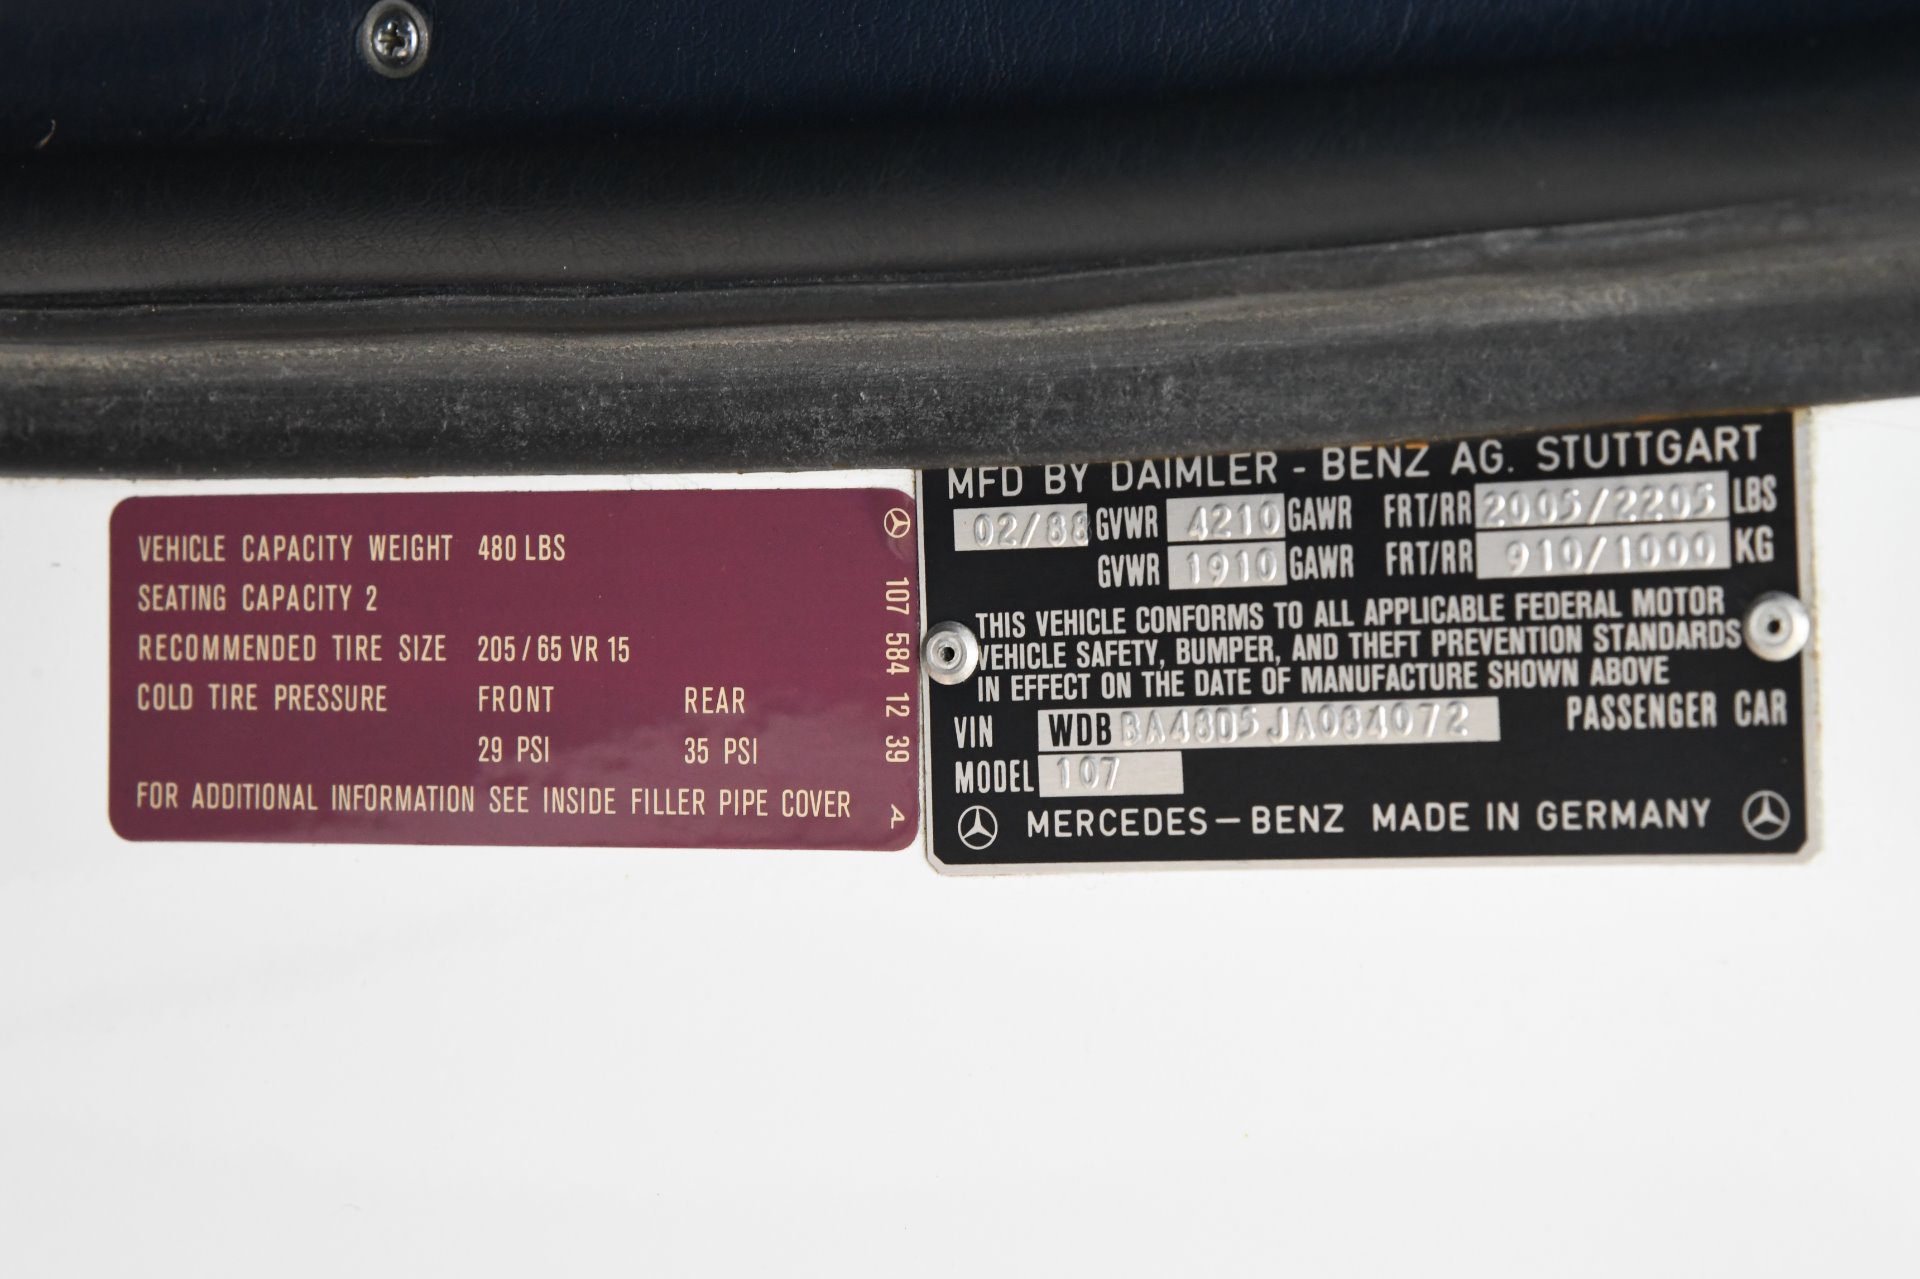 VEHICLE CAPACITY WEIGHT 480 LBS
SEATING CAPACITY 2
RECOMMENDED TIRE SIZE 205 / 65 VR 15
COLD TIRE PRESSURE FRONT REAR
29 PSI 35 PSI
FOR ADDITIONAL INFORMATION SEE INSIDE FILLER PIPE COVER
107 584 12 39 A
MFD BY DAIMLER - BENZ AG. STUTTGART
02/88 GVWR 4210 GAWR FRT/RR 2005/2205 LBS
GVWR 1910 GAWR FRT/RR 910/1000 KG
THIS VEHICLE CONFORMS TO ALL APPLICABLE FEDERAL MOTOR
VEHICLE SAFETY, BUMPER, AND THEFT PREVENTION STANDARDS
IN EFFECT ON THE DATE OF MANUFACTURE SHOWN ABOVE
VIN WDBBA48D5JA084072 PASSENGER CAR
MODEL 107
MERCEDES-BENZ MADE IN GERMANY